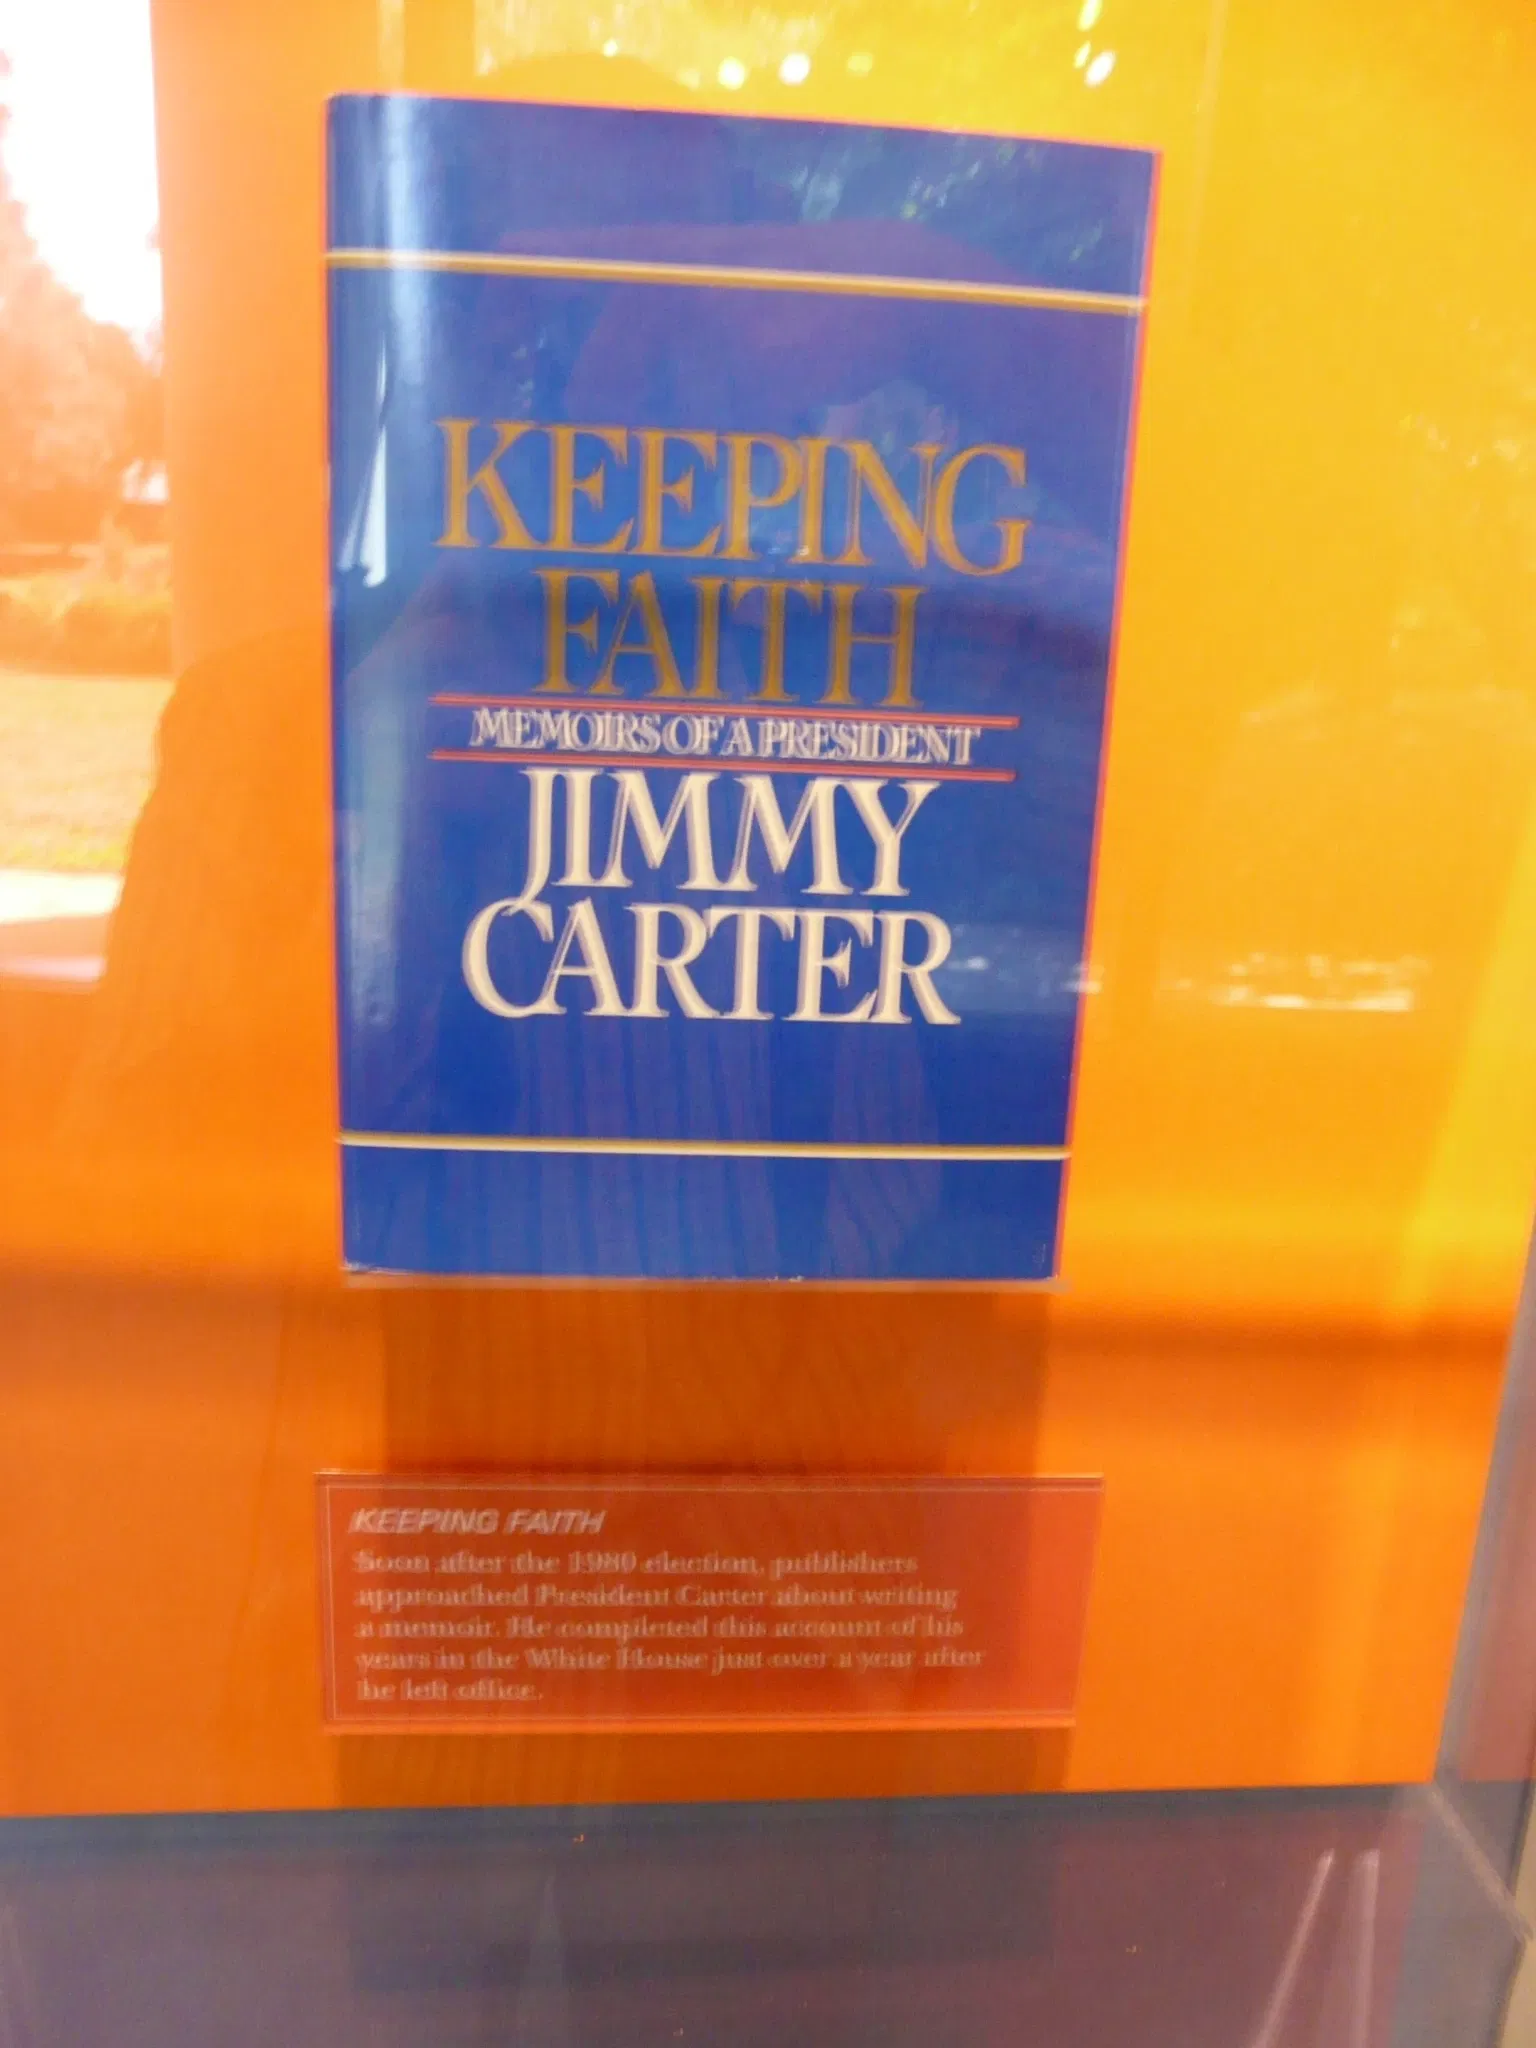 KEEPING
FAITH
MEMOIRS OF A PRESIDENT
JIMMY
CARTER
KEEPING FAITH
Soon after the 1980 election, publishers
approached President Carter about writing
a memoir. He completed this account of his
years in the White House just over a year after
he left office.